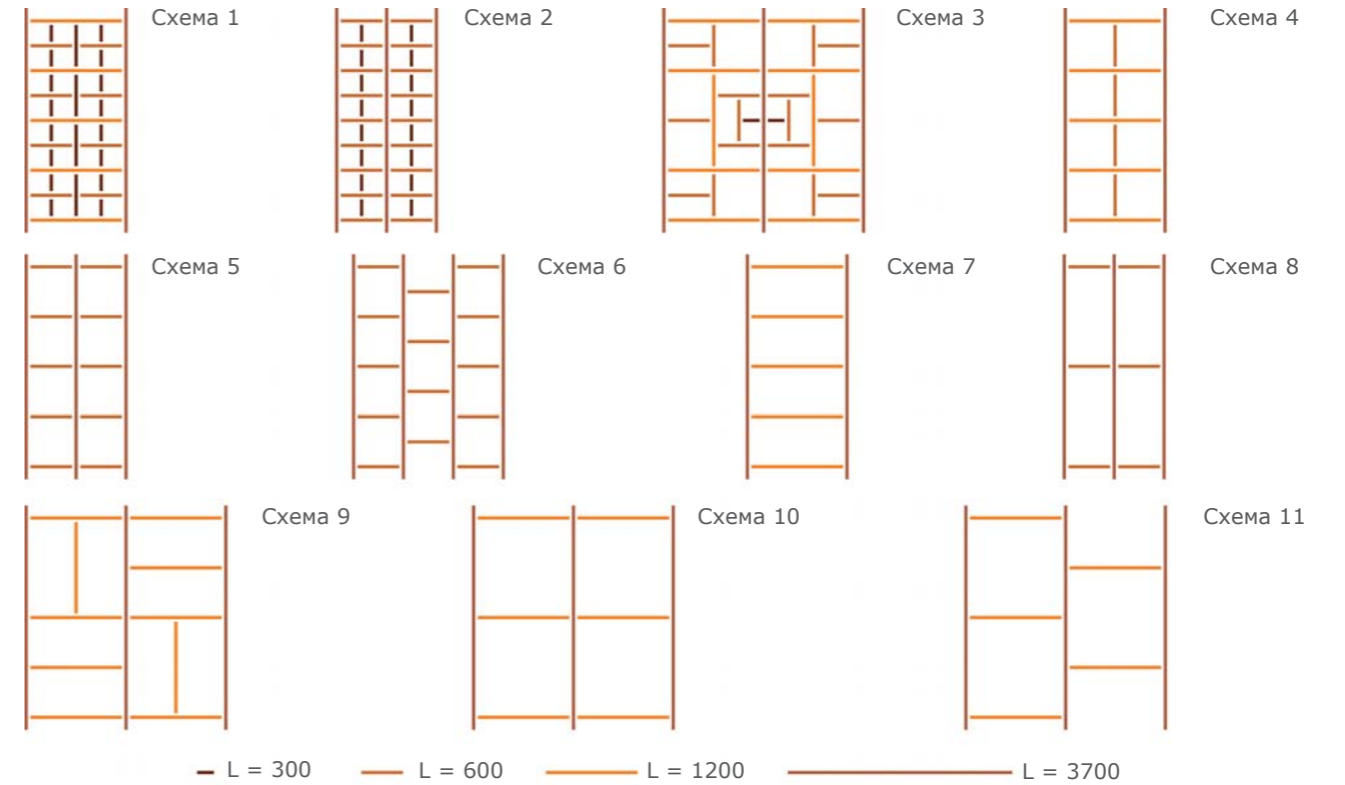 Схема 1
Схема 2
Схема 3
Схема 4
Схема 5
Схема 6
Схема 7
Схема 8
Схема 9
Схема 10
Схема 11
L = 300
L = 600
L = 1200
L = 3700